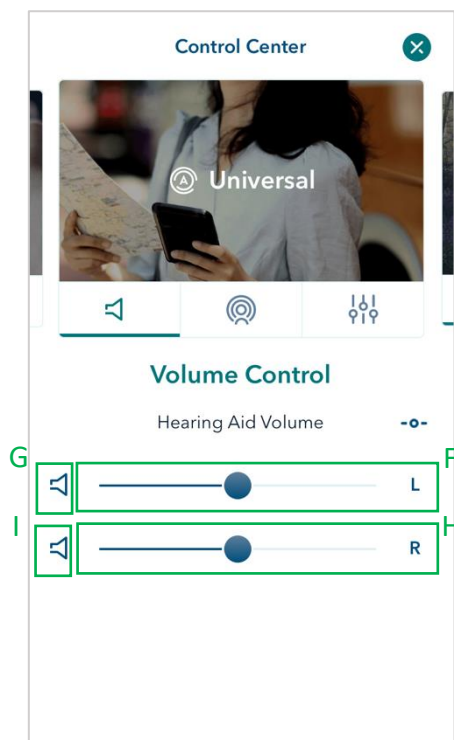 Control Center
A Universal
Volume Control
Hearing Aid Volume
G F
L
I H
R